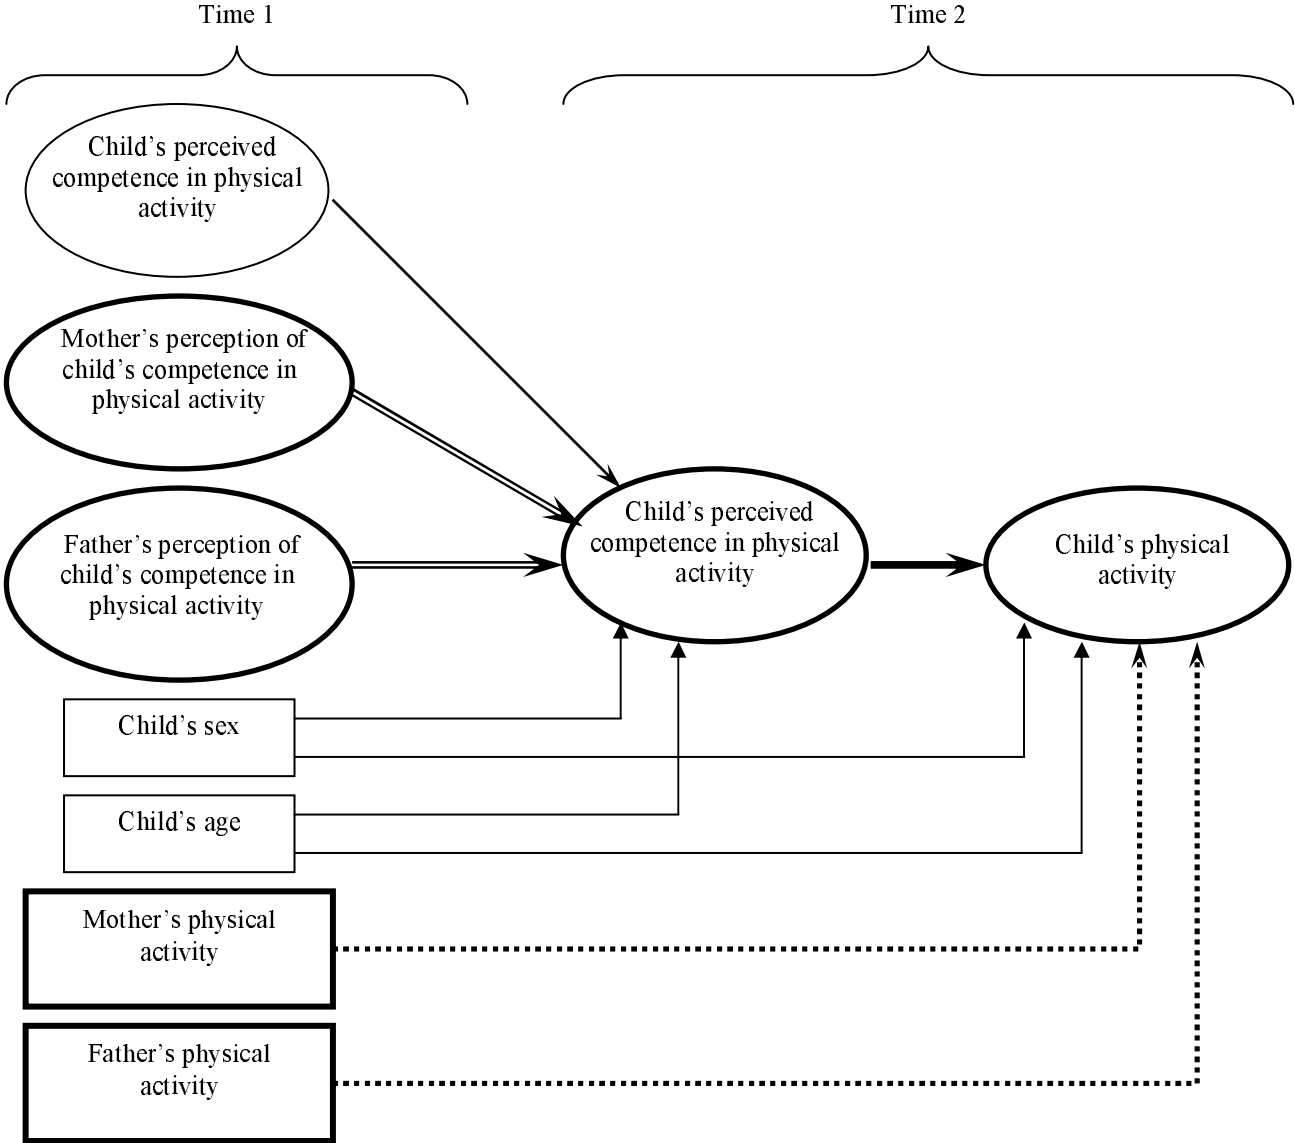 Time 1
Time 2
Child's perceived
competence in physical
activity
Mother's perception of
child's competence in
physical activity
Father's perception of
child's competence in
physical activity
Child's perceived
competence in physical
activity
Child's physical
activity
Child's sex
Child's age
Mother's physical
activity
Father's physical
activity